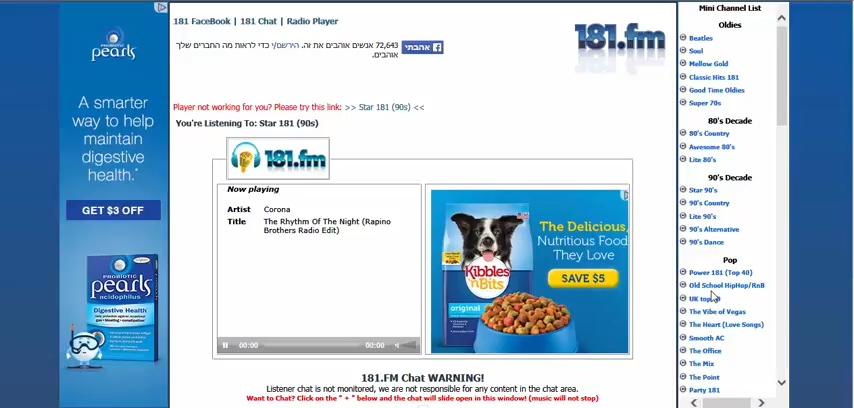 PROBIOTIC
pearls
A smarter
way to help
maintain
digestive
health.*
GET $3 OFF
PROBIOTIC
pearls
acidophilus
Digestive Health
181 FaceBook | 181 Chat | Radio Player
72,643 אנשים אוהבים את זה. הירשם/י כדי לראות מה החברים שלך
אוהבים.
אהבתי
181.fm
Player not working for you? Please try this link: >> Star 181 (90s) <<
You're Listening To: Star 181 (90s)
181.fm
Now playing
Artist Corona
Title The Rhythm Of The Night (Rapino
Brothers Radio Edit)
00:00 00:00
Kibbles
'n Bits
original
The Delicious,
Nutritious Food
They Love
SAVE $5
181.FM Chat WARNING!
Listener chat is not monitored, we are not responsible for any content in the chat area.
Want to Chat? Click on the "+" below and the chat will slide open in this window! (music will not stop)
Mini Channel List
Oldies
Beatles
Soul
Mellow Gold
Classic Hits 181
Good Time Oldies
Super 70s
80's Decade
80's Country
Awesome 80's
Lite 80's
90's Decade
Star 90's
90's Country
Lite 90's
90's Alternative
90's Dance
Pop
Power 181 (Top 40)
Old School HipHop/RnB
UK top
The Vibe of Vegas
The Heart (Love Songs)
Smooth AC
The Office
The Mix
The Point
Party 181